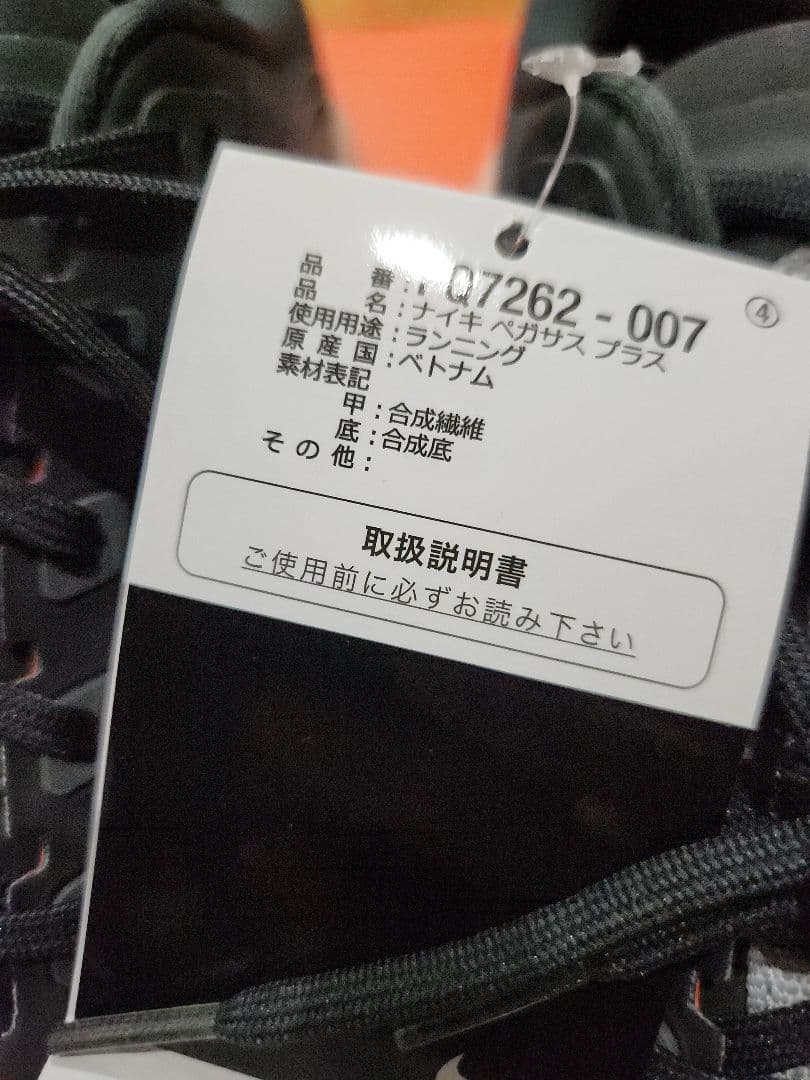 品番:Q7262-007 ④
品名:ナイキ ペガサス プラス
使用用途:ランニング
原産国:ベトナム
素材表記
甲:合成繊維
底:合成底
その他:
取扱説明書
ご使用前に必ずお読み下さい